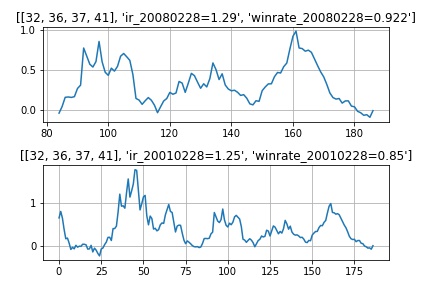 [[32, 36, 37, 41], 'ir_20080228=1.29', 'winrate_20080228=0.922']
1.0
0.5
0.0
80 100 120 140 160 180
[[32, 36, 37, 41], 'ir_20010228=1.25', 'winrate_20010228=0.85']
1
0
0 25 50 75 100 125 150 175